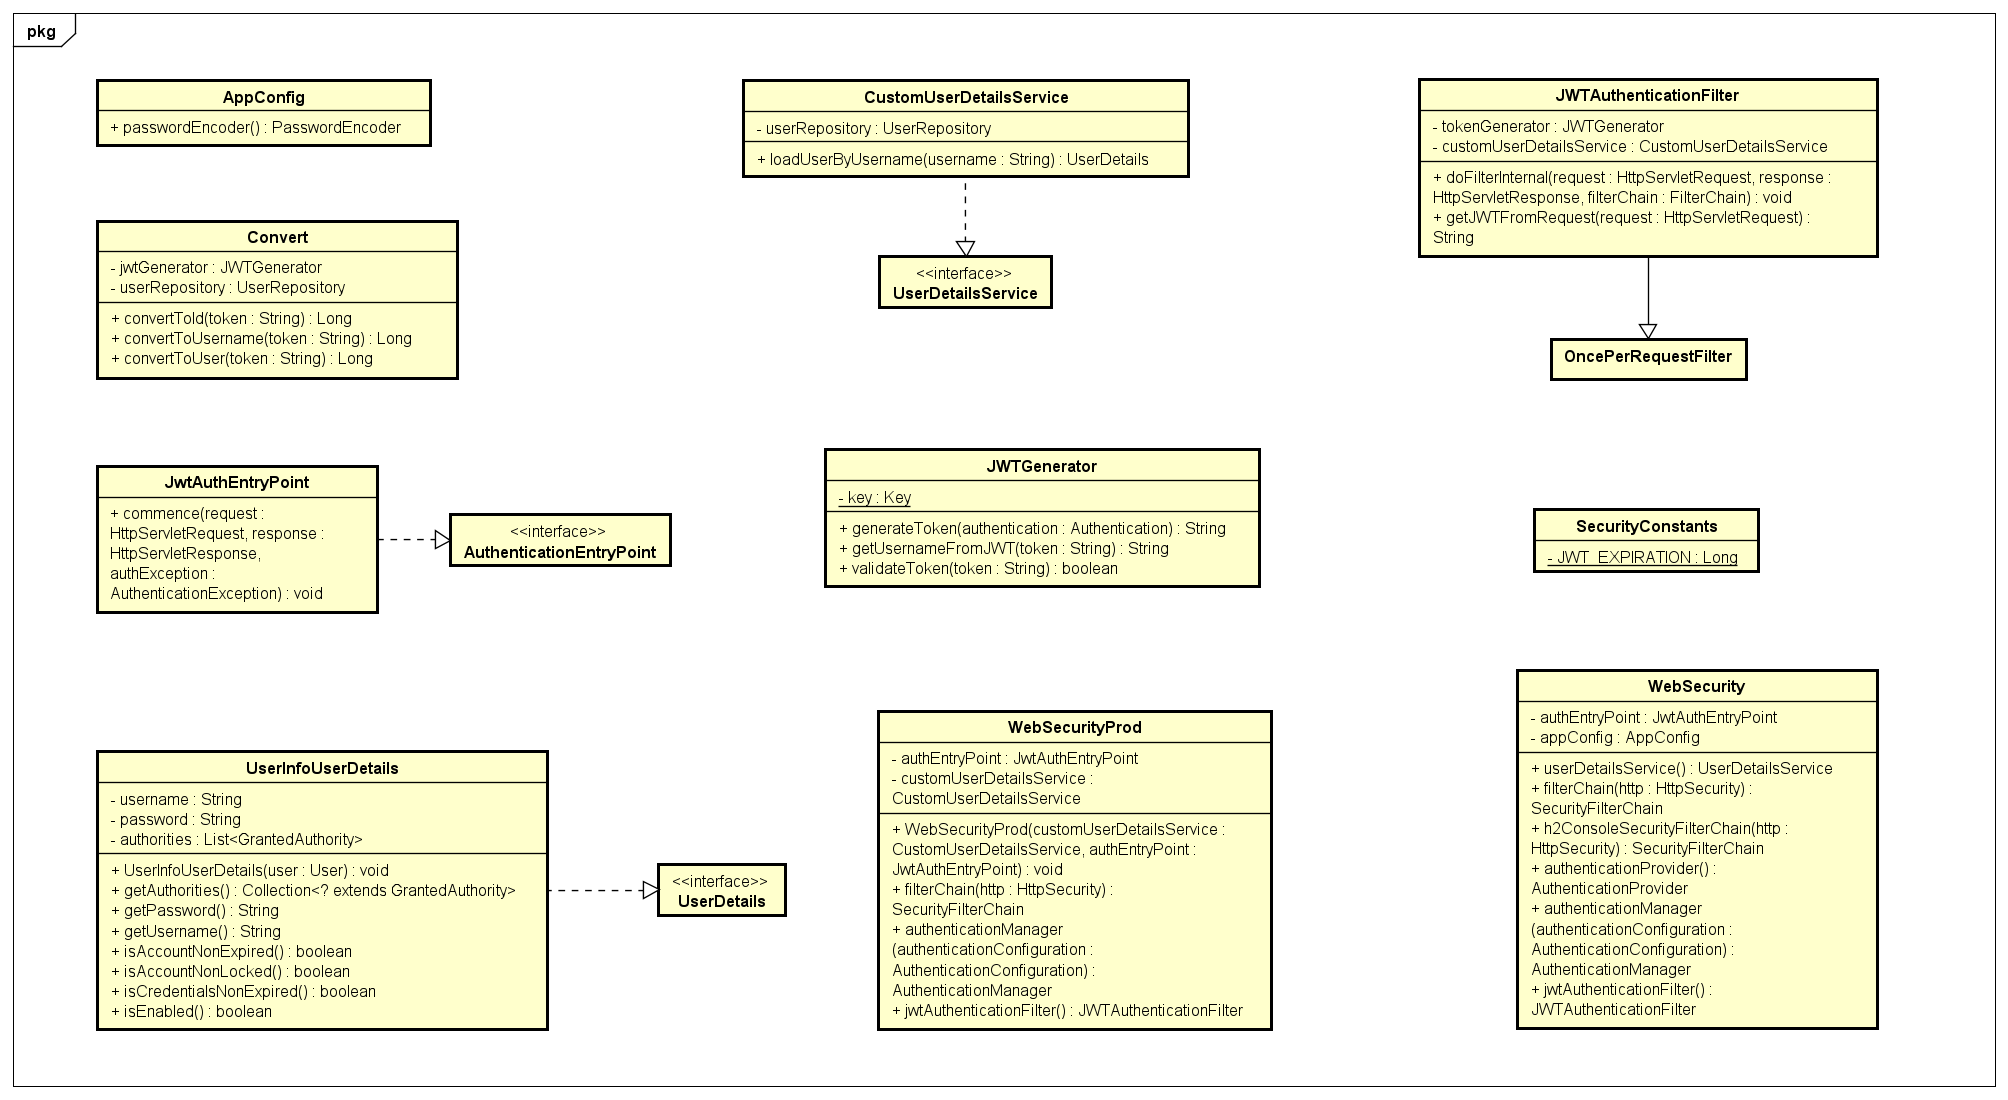 pkg
AppConfig
+ passwordEncoder() : PasswordEncoder
CustomUserDetailsService
- userRepository : UserRepository
+ loadUserByUsername(username : String) : UserDetails
JWTAuthenticationFilter
- tokenGenerator : JWTGenerator
- customUserDetailsService : CustomUserDetailsService
+ doFilterInternal(request : HttpServletRequest, response :
HttpServletResponse, filterChain : FilterChain) : void
+ getJWTFromRequest(request : HttpServletRequest) :
String
Convert
- jwtGenerator : JWTGenerator
- userRepository : UserRepository
+ convertToId(token : String) : Long
+ convertToUsername(token : String) : Long
+ convertToUser(token : String) : Long
<<interface>>
UserDetailsService
OncePerRequestFilter
JwtAuthEntryPoint
+ commence(request :
HttpServletRequest, response :
HttpServletResponse,
authException :
AuthenticationException) : void
<<interface>>
AuthenticationEntryPoint
JWTGenerator
- key : Key
+ generateToken(authentication : Authentication) : String
+ getUsernameFromJWT(token : String) : String
+ validateToken(token : String) : boolean
SecurityConstants
- JWT_EXPIRATION : Long
UserInfoUserDetails
- username : String
- password : String
- authorities : List<GrantedAuthority>
+ UserInfoUserDetails(user : User) : void
+ getAuthorities() : Collection<? extends GrantedAuthority>
+ getPassword() : String
+ getUsername() : String
+ isAccountNonExpired() : boolean
+ isAccountNonLocked() : boolean
+ isCredentialsNonExpired() : boolean
+ isEnabled() : boolean
<<interface>>
UserDetails
WebSecurityProd
- authEntryPoint : JwtAuthEntryPoint
- customUserDetailsService :
CustomUserDetailsService
+ WebSecurityProd(customUserDetailsService :
CustomUserDetailsService, authEntryPoint :
JwtAuthEntryPoint) : void
+ filterChain(http : HttpSecurity) :
SecurityFilterChain
+ authenticationManager
(authenticationConfiguration :
AuthenticationConfiguration) :
AuthenticationManager
+ jwtAuthenticationFilter() : JWTAuthenticationFilter
WebSecurity
- authEntryPoint : JwtAuthEntryPoint
- appConfig : AppConfig
+ userDetailsService() : UserDetailsService
+ filterChain(http : HttpSecurity) :
SecurityFilterChain
+ h2ConsoleSecurityFilterChain(http :
HttpSecurity) : SecurityFilterChain
+ authenticationProvider() :
AuthenticationProvider
+ authenticationManager
(authenticationConfiguration :
AuthenticationConfiguration) :
AuthenticationManager
+ jwtAuthenticationFilter() :
JWTAuthenticationFilter